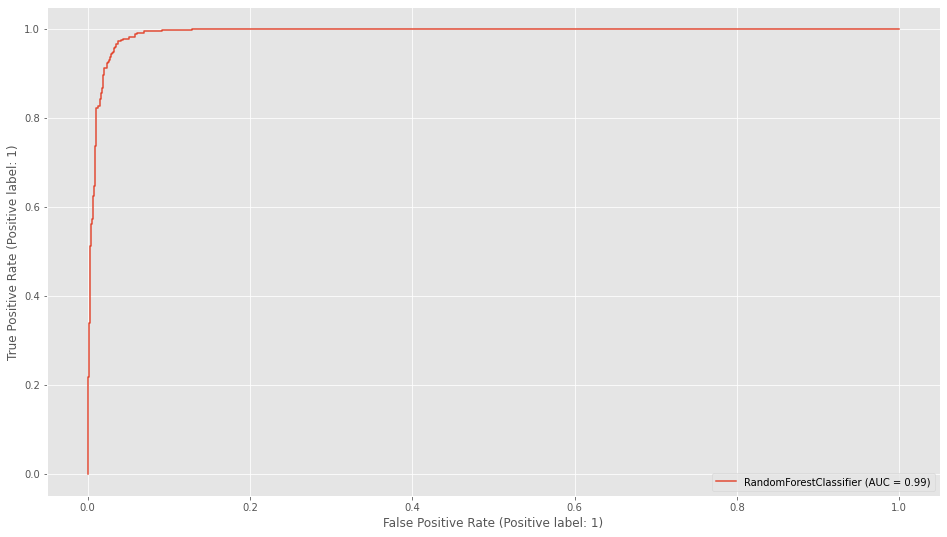 1.0
0.8
0.6
0.4
0.2
0.0
True Positive Rate (Positive label: 1)
RandomForestClassifier (AUC = 0.99)
0.0 0.2 0.4 0.6 0.8 1.0
False Positive Rate (Positive label: 1)